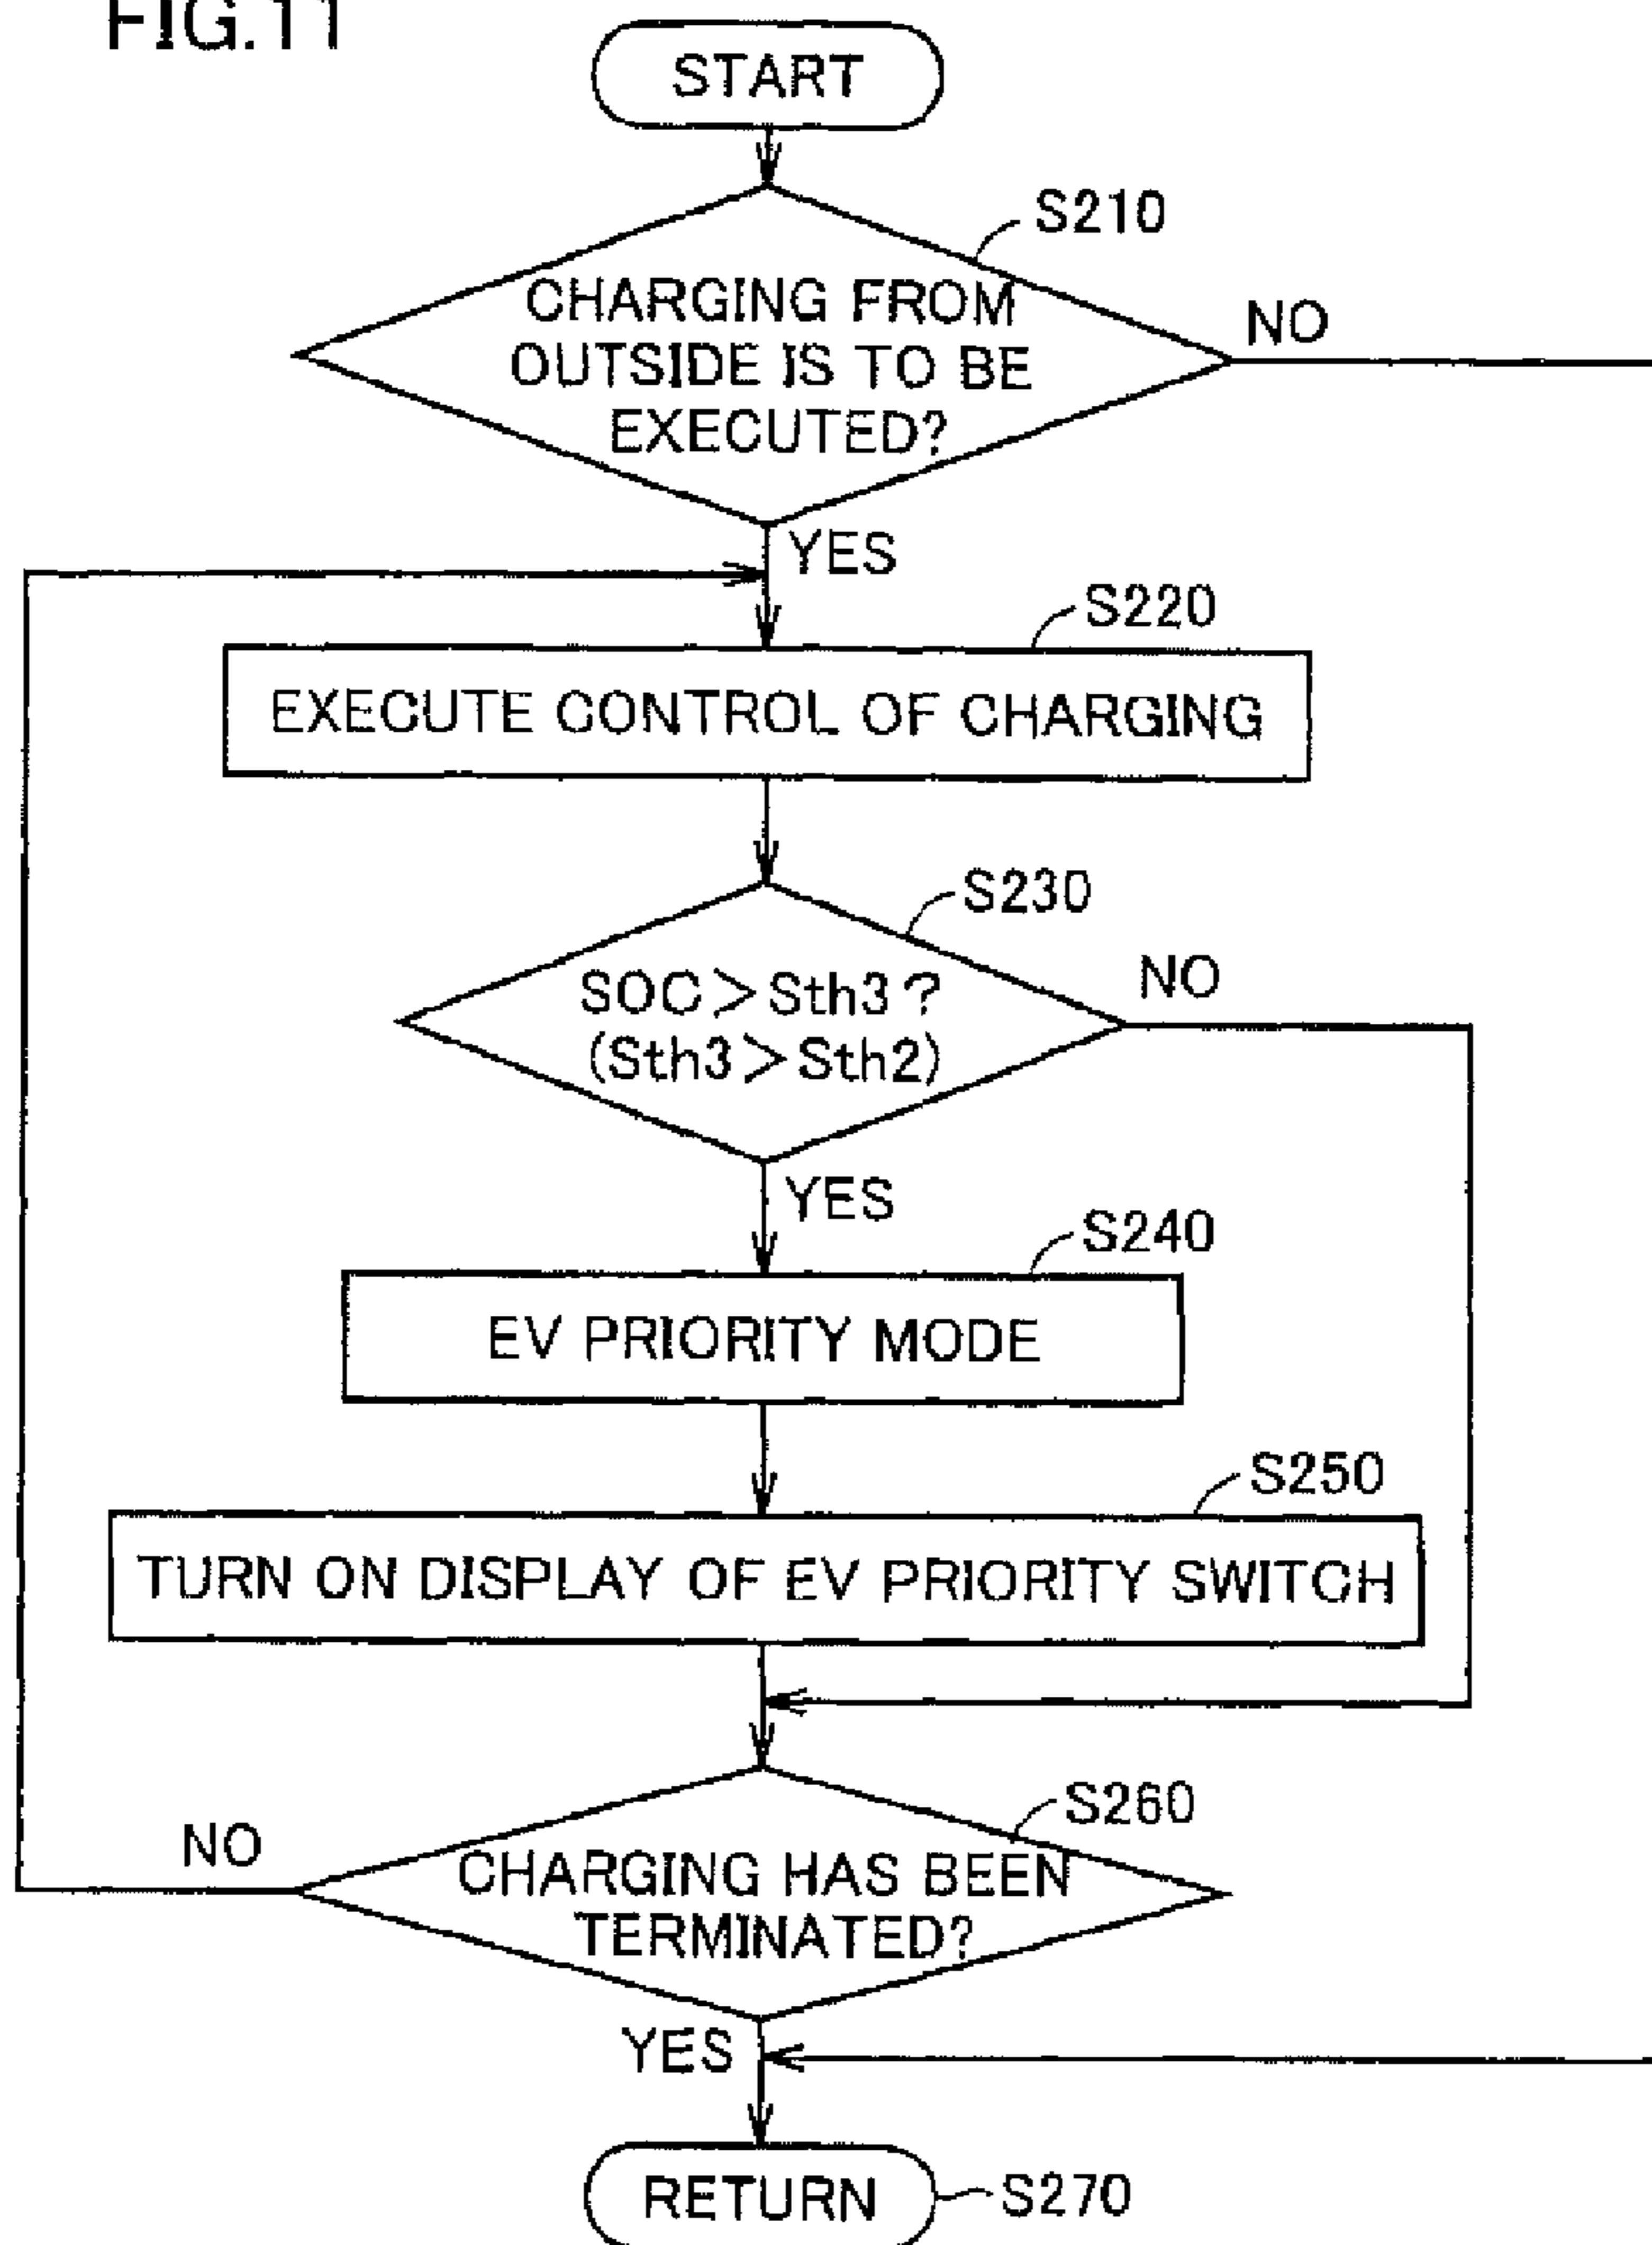 FIG.11
START
S210
CHARGING FROM
OUTSIDE IS TO BE
EXECUTED?
NO
YES
S220
EXECUTE CONTROL OF CHARGING
S230
SOC>Sth3?
(Sth3>Sth2)
NO
YES
S240
EV PRIORITY MODE
S250
TURN ON DISPLAY OF EV PRIORITY SWITCH
S260
NO
CHARGING HAS BEEN
TERMINATED?
YES
RETURN
S270